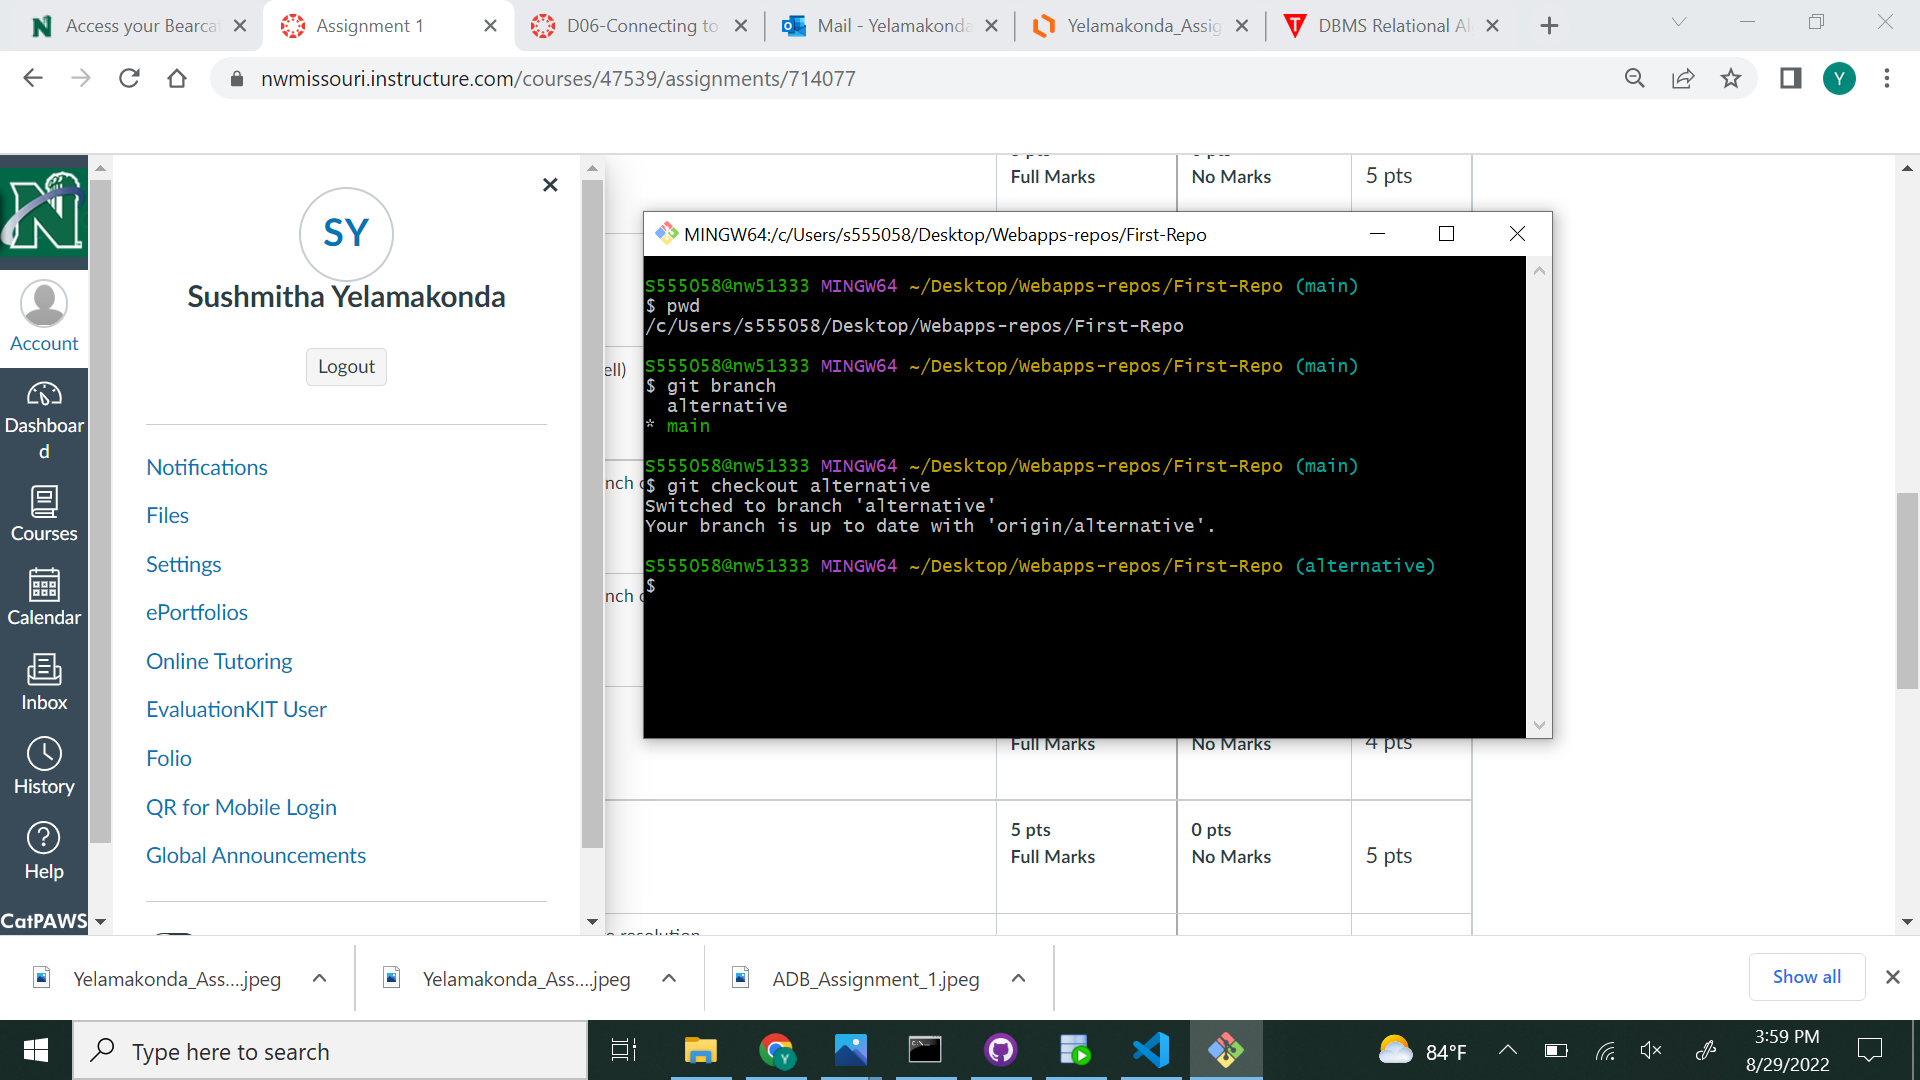 Access your Bearca
Assignment 1
D06-Connecting to
Mail - Yelamakonda
Yelamakonda_Assig
DBMS Relational Al
nwmissouri.instructure.com/courses/47539/assignments/714077
Y
N
Account
Dashboar
d
Courses
Calendar
Inbox
History
Help
CatPAWS
SY
Sushmitha Yelamakonda
Logout
Notifications
Files
Settings
ePortfolios
Online Tutoring
EvaluationKIT User
Folio
QR for Mobile Login
Global Announcements
Full Marks
No Marks
5 pts
ell)
nch
nch
MINGW64:/c/Users/s555058/Desktop/Webapps-repos/First-Repo
S555058@nw51333 MINGW64 ~/Desktop/Webapps-repos/First-Repo (main)
$ pwd
/c/Users/s555058/Desktop/Webapps-repos/First-Repo
S555058@nw51333 MINGW64 ~/Desktop/Webapps-repos/First-Repo (main)
$ git branch
alternative
* main
S555058@nw51333 MINGW64 ~/Desktop/Webapps-repos/First-Repo (main)
$ git checkout alternative
Switched to branch 'alternative'
Your branch is up to date with 'origin/alternative'.
S555058@nw51333 MINGW64 ~/Desktop/Webapps-repos/First-Repo (alternative)
$
Full Marks
No Marks
4 pts
5 pts
Full Marks
0 pts
No Marks
5 pts
Yelamakonda_Ass....jpeg
Yelamakonda_Ass....jpeg
ADB_Assignment_1.jpeg
Show all
Type here to search
84°F
3:59 PM
8/29/2022